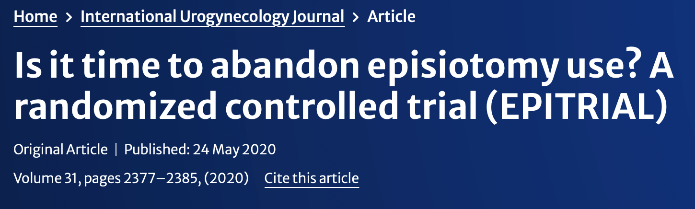 Home > International Urogynecology Journal > Article
Is it time to abandon episiotomy use? A
randomized controlled trial (EPITRIAL)
Original Article | Published: 24 May 2020
Volume 31, pages 2377–2385, (2020) Cite this article